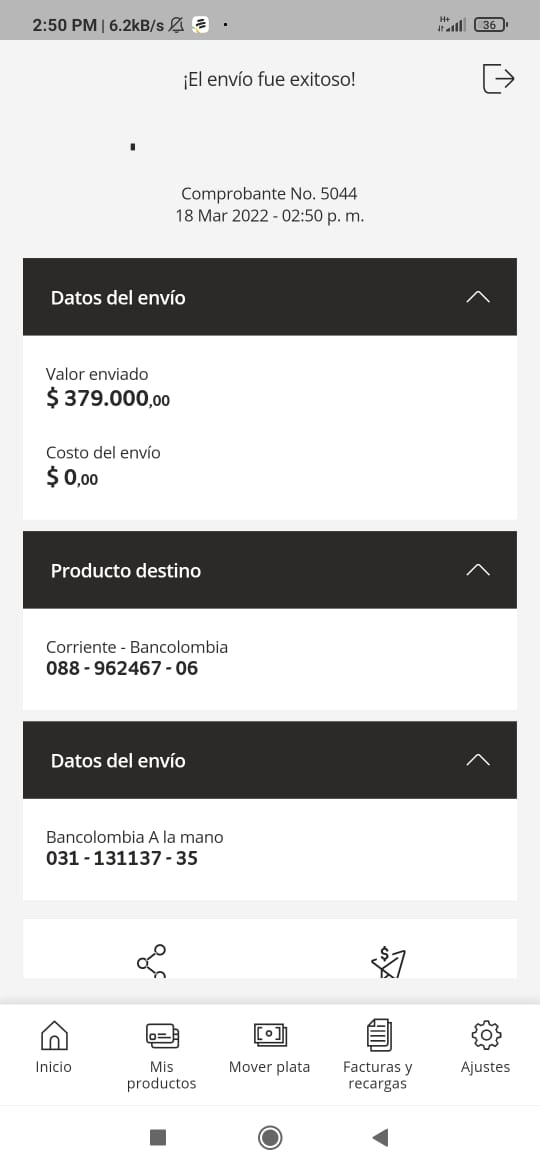 2:50 PM | 6.2kB/s
H+
36
¡El envío fue exitoso!
Comprobante No. 5044
18 Mar 2022 - 02:50 p. m.
Datos del envío
Valor enviado
$ 379.000,00
Costo del envío
$ 0,00
Producto destino
Corriente - Bancolombia
088 - 962467 - 06
Datos del envío
Bancolombia A la mano
031 - 131137 - 35
Inicio
Mis productos
Mover plata
Facturas y recargas
Ajustes